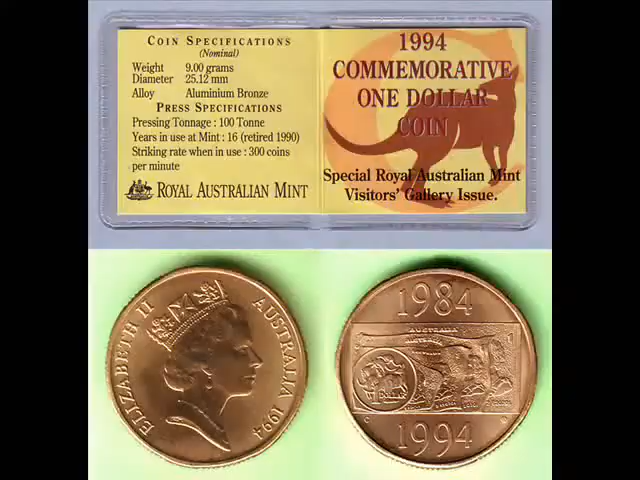 COIN SPECIFICATIONS
(Nominal)
Weight 9.00 grams
Diameter 25.12 mm
Alloy Aluminium Bronze
PRESS SPECIFICATIONS
Pressing Tonnage : 100 Tonne
Years in use at Mint : 16 (retired 1990)
Striking rate when in use : 300 coins
per minute
ROYAL AUSTRALIAN MINT
1994
COMMEMORATIVE
ONE DOLLAR
COIN
Special Royal Australian Mint
Visitors' Gallery Issue.
ELIZABETH II
AUSTRALIA 1994
1984
AUSTRALIA
1994